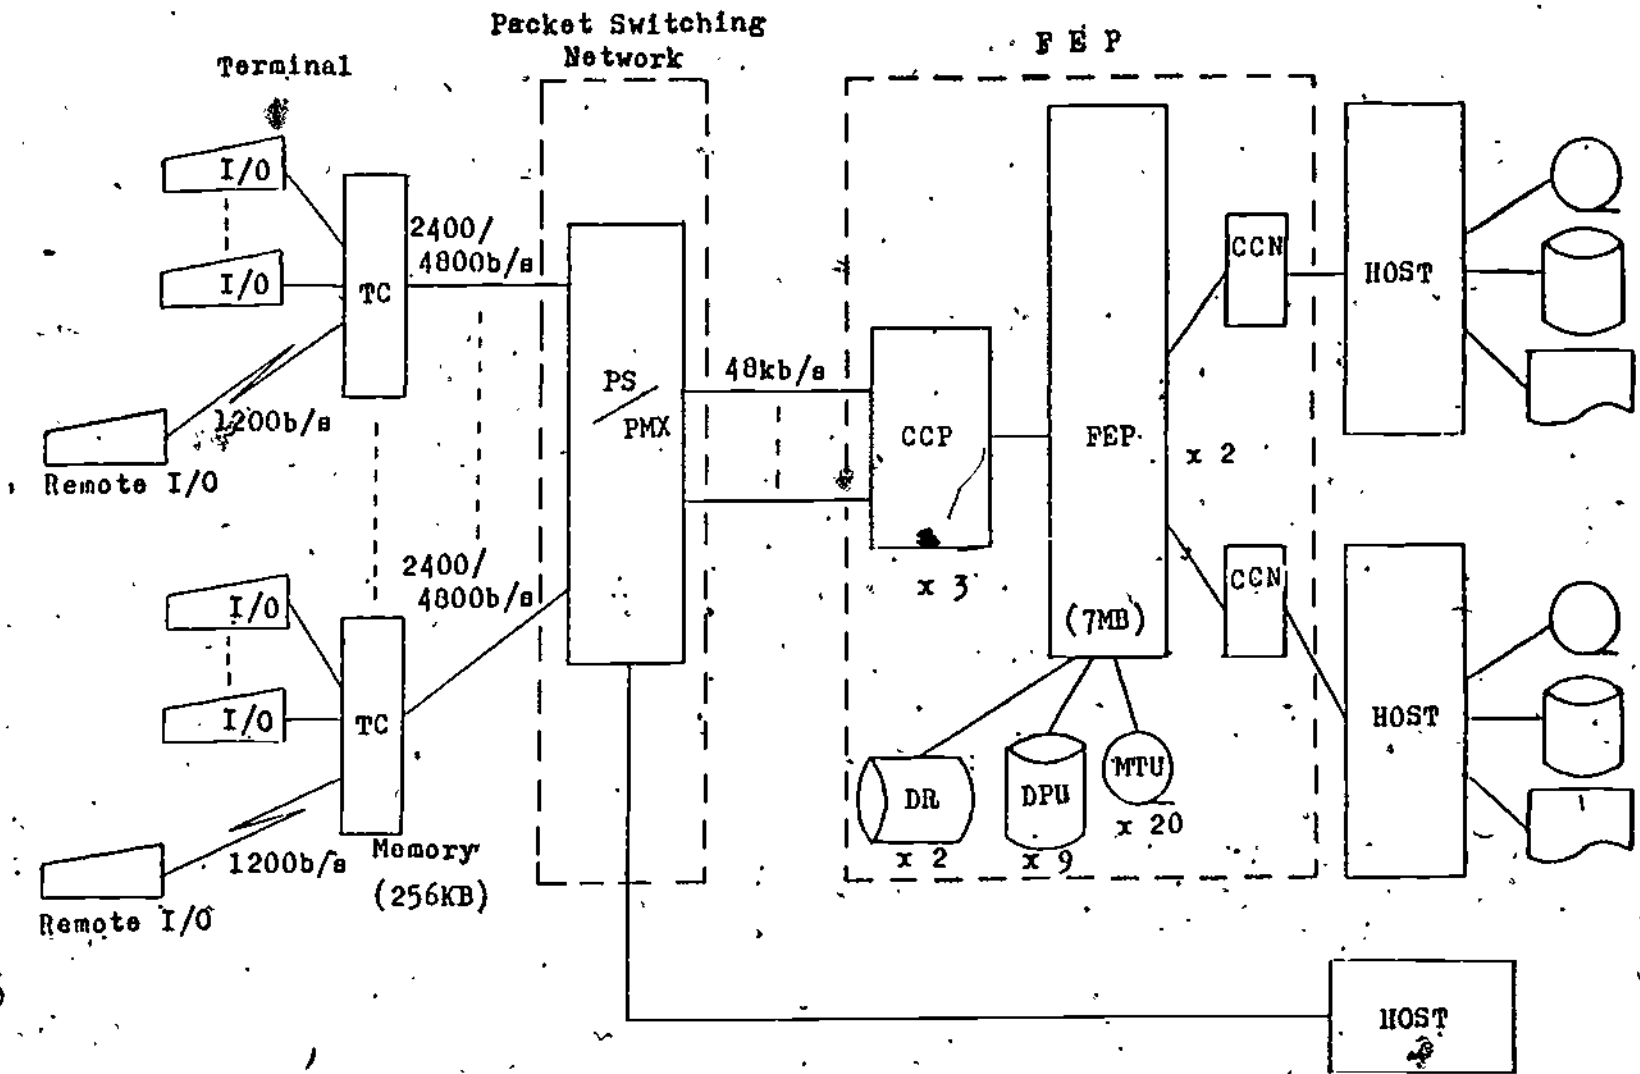 Packet Switching
Network
Terminal
F E P
I/O
I/O
TC
2400/
4800b/s
1200b/s
Remote I/O
PS
/
PMX
48kb/s
CCP
x 3
FEP
(7MB)
x 2
CCN
HOST
I/O
I/O
TC
2400/
4800b/s
1200b/s
Remote I/O
Memory
(256KB)
CCN
HOST
DR
x 2
DPU
x 9
MTU
x 20
HOST